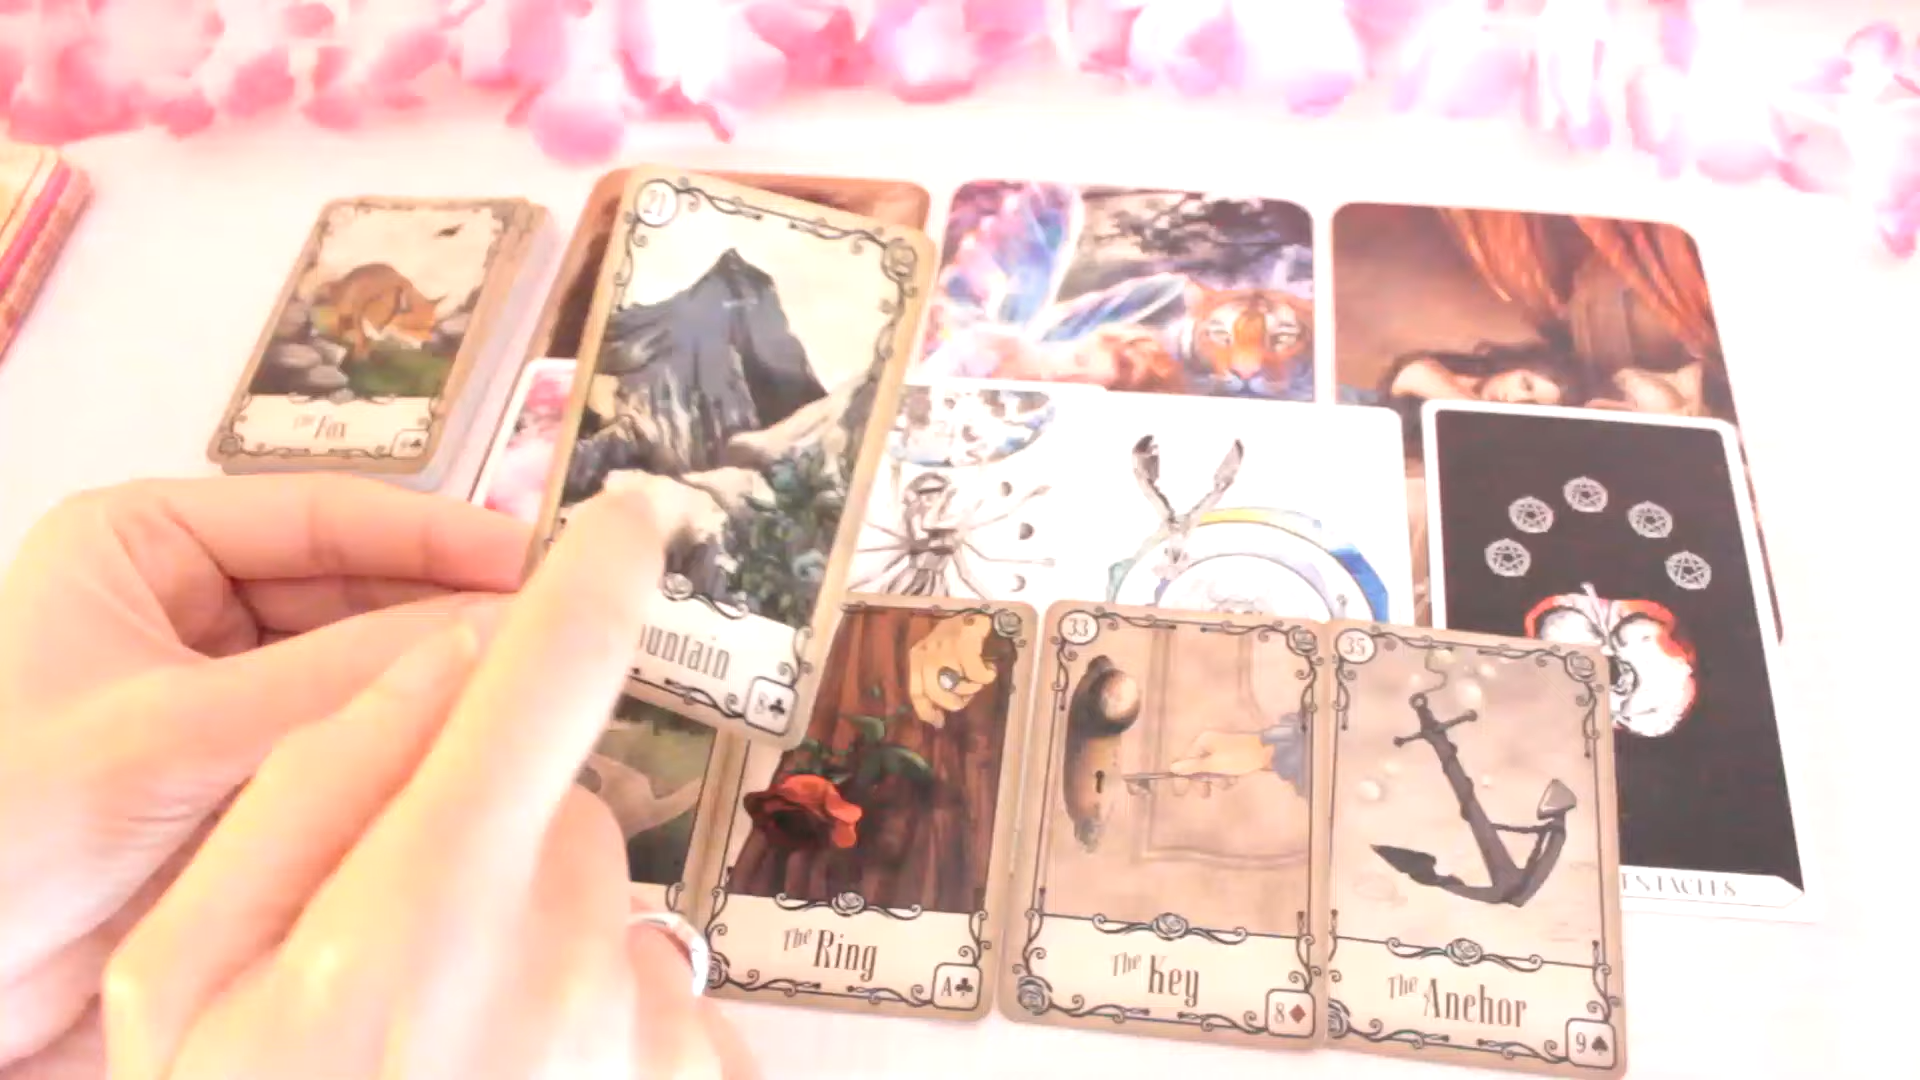 21
The Fox
untain
8♣
The Ring
A♣
33
The Key
8♦
35
The Anchor
9♠
ENTACLES